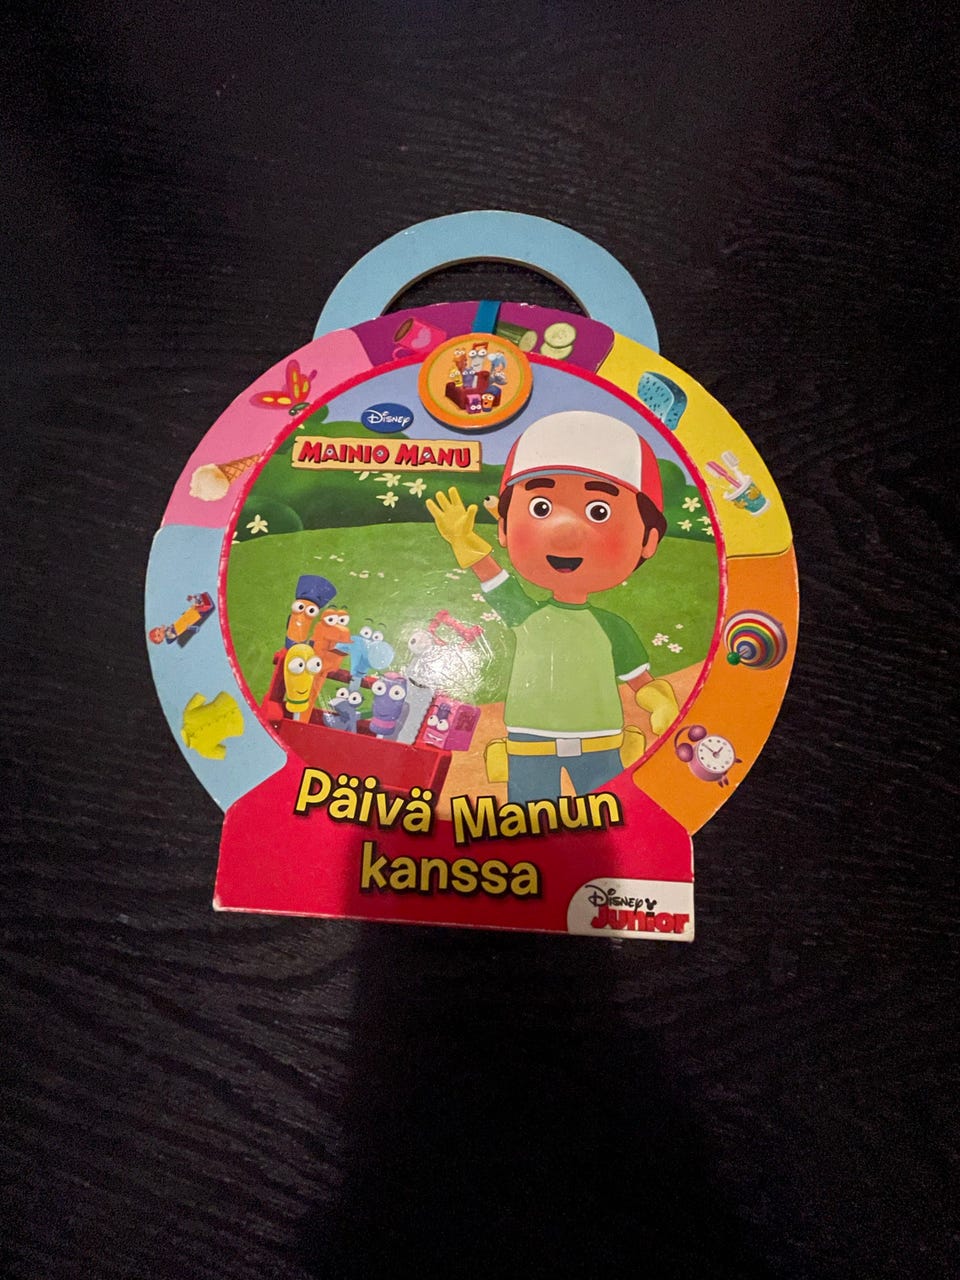 Disney
MAINIO MANU
Päivä Manun
kanssa
Disney
Junior